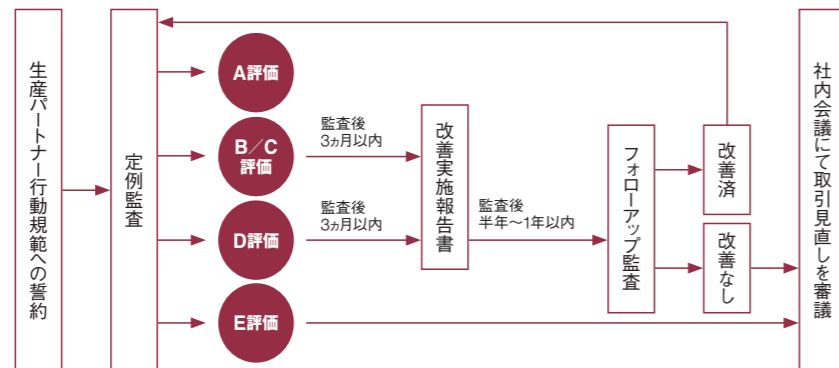 生産パートナー行動規範への誓約
定例監査
A評価
B／C
評価
D評価
E評価
監査後
3ヵ月以内
監査後
3ヵ月以内
改善実施報告書
監査後
半年～1年以内
フォローアップ監査
改善済
改善なし
社内会議にて取引見直しを審議